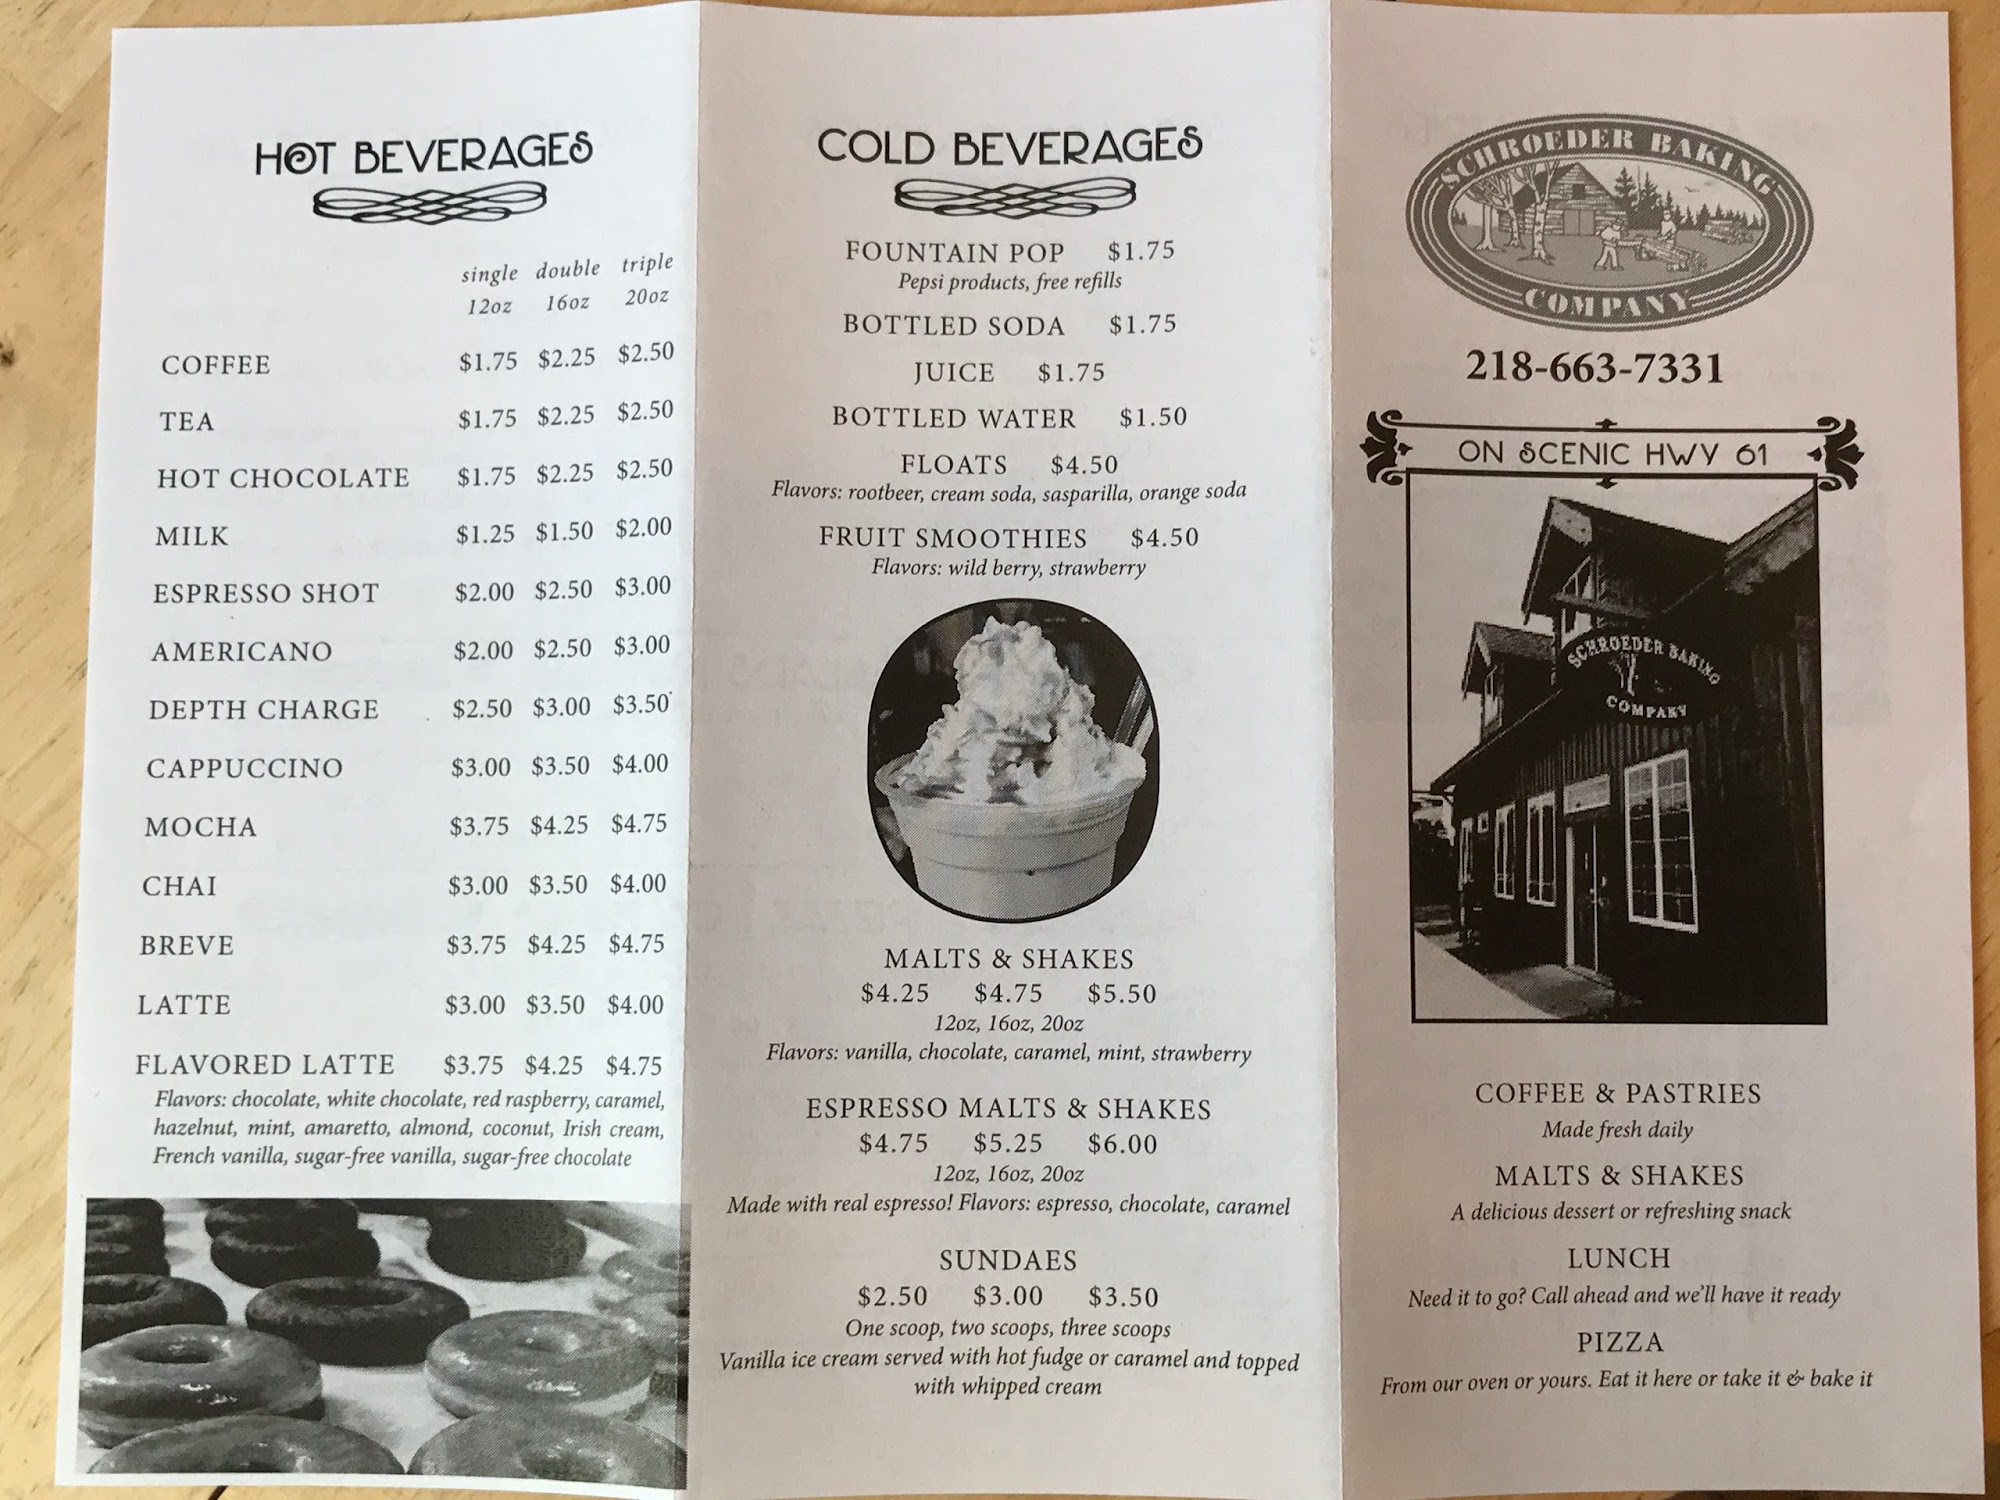 HOT BEVERAGES
single double triple
12oz 16oz 20oz
COFFEE $1.75 $2.25 $2.50
TEA $1.75 $2.25 $2.50
HOT CHOCOLATE $1.75 $2.25 $2.50
MILK $1.25 $1.50 $2.00
ESPRESSO SHOT $2.00 $2.50 $3.00
AMERICANO $2.00 $2.50 $3.00
DEPTH CHARGE $2.50 $3.00 $3.50
CAPPUCCINO $3.00 $3.50 $4.00
MOCHA $3.75 $4.25 $4.75
CHAI $3.00 $3.50 $4.00
BREVE $3.75 $4.25 $4.75
LATTE $3.00 $3.50 $4.00
FLAVORED LATTE $3.75 $4.25 $4.75
Flavors: chocolate, white chocolate, red raspberry, caramel,
hazelnut, mint, amaretto, almond, coconut, Irish cream,
French vanilla, sugar-free vanilla, sugar-free chocolate
COLD BEVERAGES
FOUNTAIN POP $1.75
Pepsi products, free refills
BOTTLED SODA $1.75
JUICE $1.75
BOTTLED WATER $1.50
FLOATS $4.50
Flavors: rootbeer, cream soda, sasparilla, orange soda
FRUIT SMOOTHIES $4.50
Flavors: wild berry, strawberry
MALTS & SHAKES
$4.25 $4.75 $5.50
12oz, 16oz, 20oz
Flavors: vanilla, chocolate, caramel, mint, strawberry
ESPRESSO MALTS & SHAKES
$4.75 $5.25 $6.00
12oz, 16oz, 20oz
Made with real espresso! Flavors: espresso, chocolate, caramel
SUNDAES
$2.50 $3.00 $3.50
One scoop, two scoops, three scoops
Vanilla ice cream served with hot fudge or caramel and topped
with whipped cream
SCHROEDER BAKING
COMPANY
218-663-7331
ON SCENIC HWY 61
SCHROEDER BAKING
COMPANY
COFFEE & PASTRIES
Made fresh daily
MALTS & SHAKES
A delicious dessert or refreshing snack
LUNCH
Need it to go? Call ahead and we'll have it ready
PIZZA
From our oven or yours. Eat it here or take it & bake it